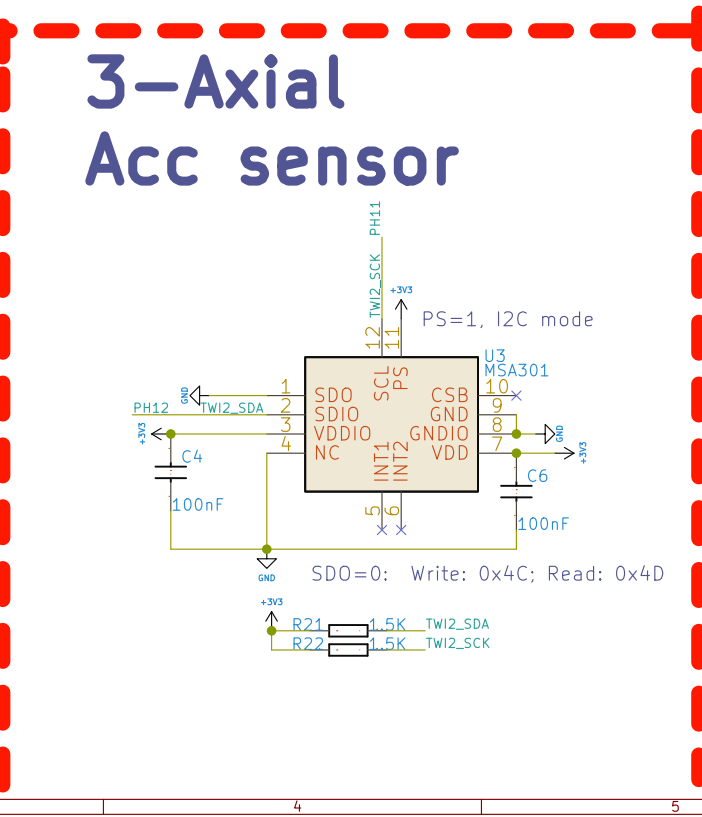 3-Axial
Acc sensor
PH11
TWI2_SCK
+3V3
PS=1, I2C mode
12
11
U3
MSA301
SCL
PS
GND
1
SDO
CSB
10
PH12
TWI2_SDA
2
SDIO
GND
9
+3V3
3
VDDIO
GNDIO
8
GND
4
NC
VDD
7
+3V3
INT1
INT2
C4
100nF
5
6
C6
100nF
GND
SDO=0: Write: 0x4C; Read: 0x4D
+3V3
R21
1.5K
TWI2_SDA
R22
1.5K
TWI2_SCK
4
5